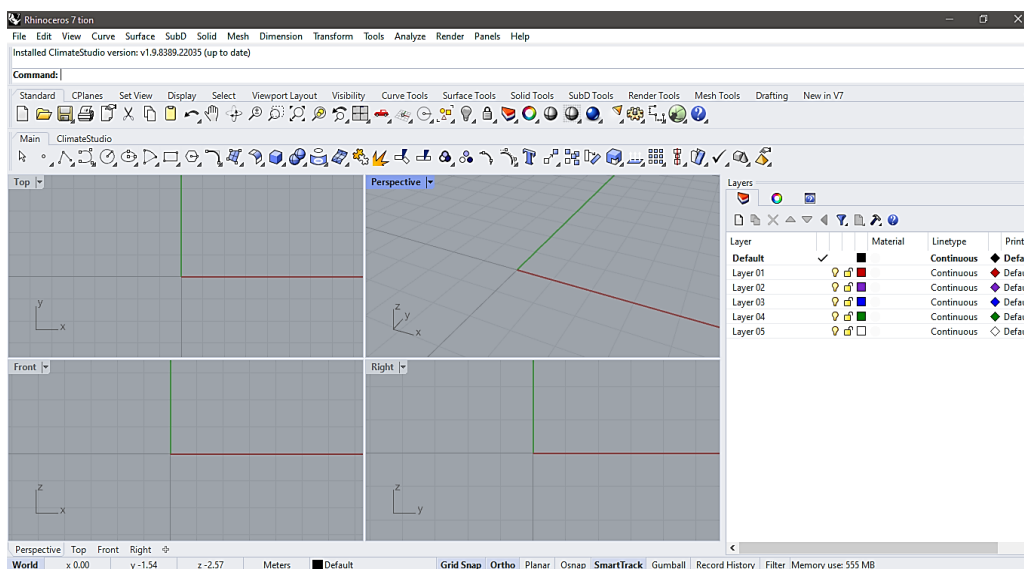 Rhinoceros 7 tion
File Edit View Curve Surface SubD Solid Mesh Dimension Transform Tools Analyze Render Panels Help
Installed ClimateStudio version: v1.9.8389.22035 (up to date)
Command:
Standard CPlanes Set View Display Select Viewport Layout Visibility Curve Tools Surface Tools Solid Tools SubD Tools Render Tools Mesh Tools Drafting New in V7
Main ClimateStudio
Top
Perspective
y
x
z
y
x
Front
Right
z
x
z
y
Layers
Layer Material Linetype Print
Default Continuous Defa
Layer 01 Continuous Defau
Layer 02 Continuous Defau
Layer 03 Continuous Defau
Layer 04 Continuous Defau
Layer 05 Continuous Defau
Perspective Top Front Right
World x 0.00 y -1.54 z -2.57 Meters Default Grid Snap Ortho Planar Osnap SmartTrack Gumball Record History Filter Memory use: 555 MB